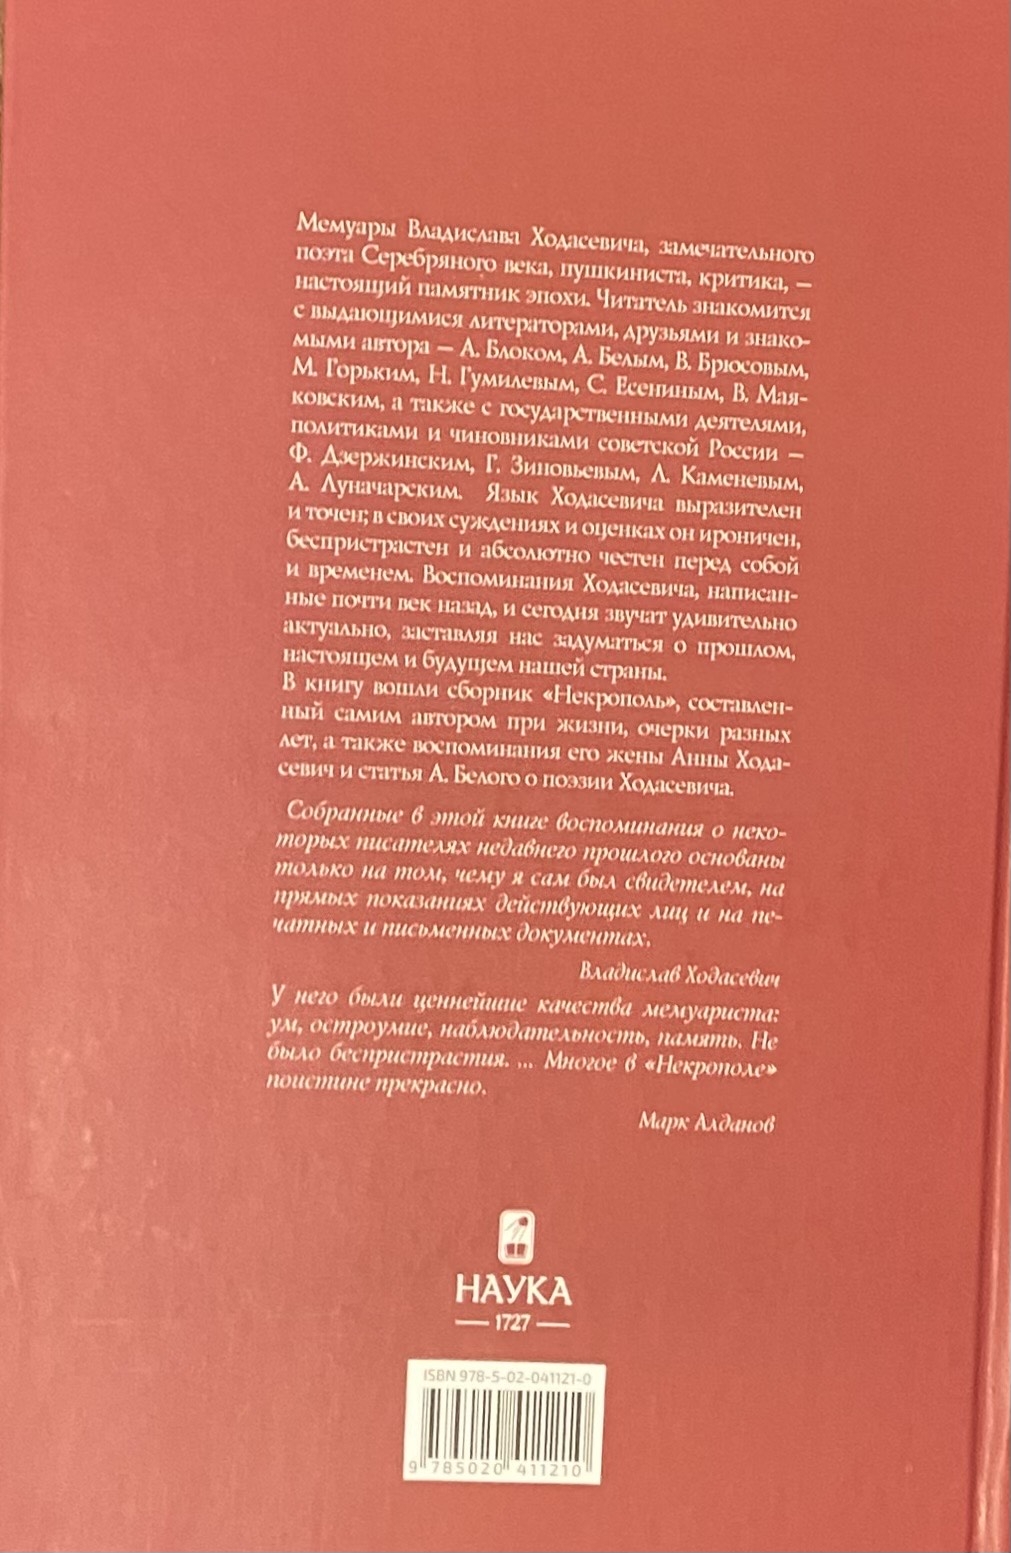 Мемуары Владислава Ходасевича, замечательного
поэта Серебряного века, пушкиниста, критика, —
настоящий памятник эпохи. Читатель знакомится
с выдающимися литераторами, друзьями и знако-
мыми автора — А. Блоком, А. Белым, В. Брюсовым,
М. Горьким, Н. Гумилевым, С. Есениным, В. Мая-
ковским, а также с государственными деятелями,
политиками и чиновниками советской России —
Ф. Дзержинским, Г. Зиновьевым, Л. Каменевым,
А. Луначарским. Язык Ходасевича выразителен
и точен; в своих суждениях и оценках он ироничен,
беспристрастен и абсолютно честен перед собой
и временем. Воспоминания Ходасевича, написан-
ные почти век назад, и сегодня звучат удивительно
актуально, заставляя нас задуматься о прошлом,
настоящем и будущем нашей страны.
В книгу вошли сборник «Некрополь», составлен-
ный самим автором при жизни, очерки разных
лет, а также воспоминания его жены Анны Хода-
севич и статья А. Белого о поэзии Ходасевича.
Собранные в этой книге воспоминания о неко-
торых писателях недавнего прошлого основаны
только на том, чему я сам был свидетелем, на
прямых показаниях действующих лиц и на пе-
чатных и письменных документах.
Владислав Ходасевич
У него были ценнейшие качества мемуариста:
ум, остроумие, наблюдательность, память. Не
было беспристрастия. ... Многое в «Некрополе»
поистине прекрасно.
Марк Алданов
НАУКА
— 1727 —
ISBN 978-5-02-041121-0
9 785020 411210